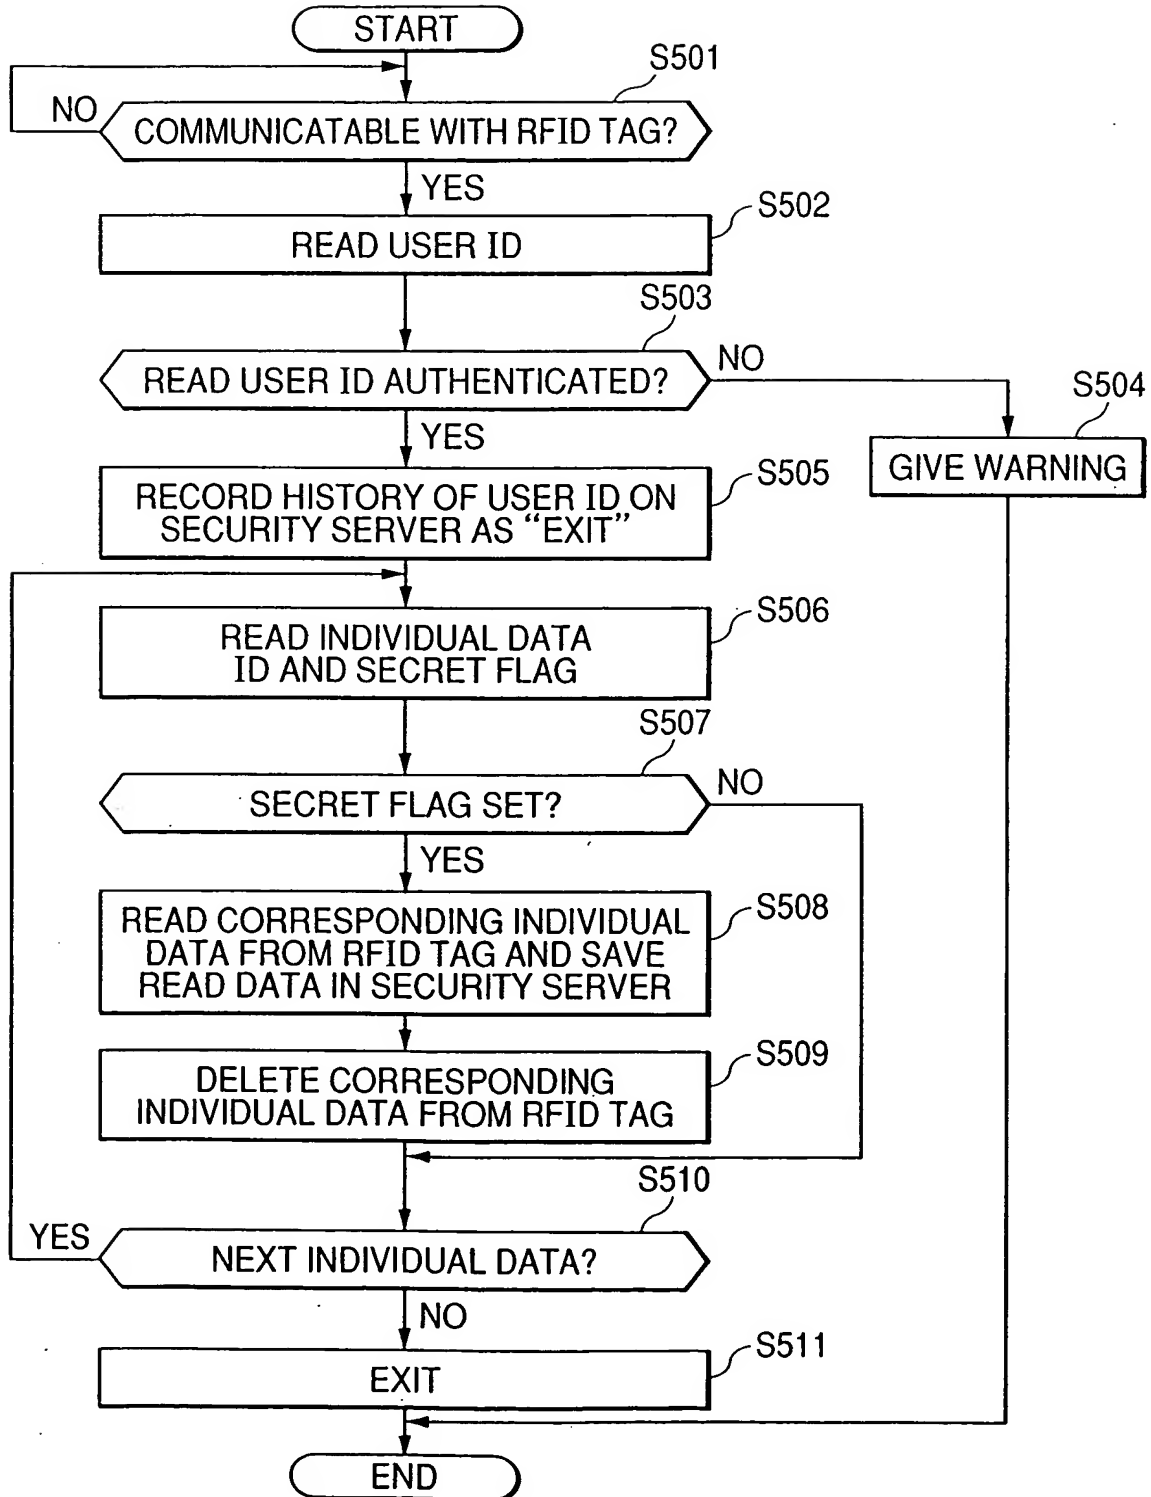 START
S501
NO
COMMUNICATABLE WITH RFID TAG?
YES
S502
READ USER ID
S503
READ USER ID AUTHENTICATED?
NO
S504
YES
GIVE WARNING
S505
RECORD HISTORY OF USER ID ON
SECURITY SERVER AS “EXIT”
S506
READ INDIVIDUAL DATA
ID AND SECRET FLAG
S507
SECRET FLAG SET?
NO
YES
S508
READ CORRESPONDING INDIVIDUAL
DATA FROM RFID TAG AND SAVE
READ DATA IN SECURITY SERVER
S509
DELETE CORRESPONDING
INDIVIDUAL DATA FROM RFID TAG
S510
YES
NEXT INDIVIDUAL DATA?
NO
S511
EXIT
END